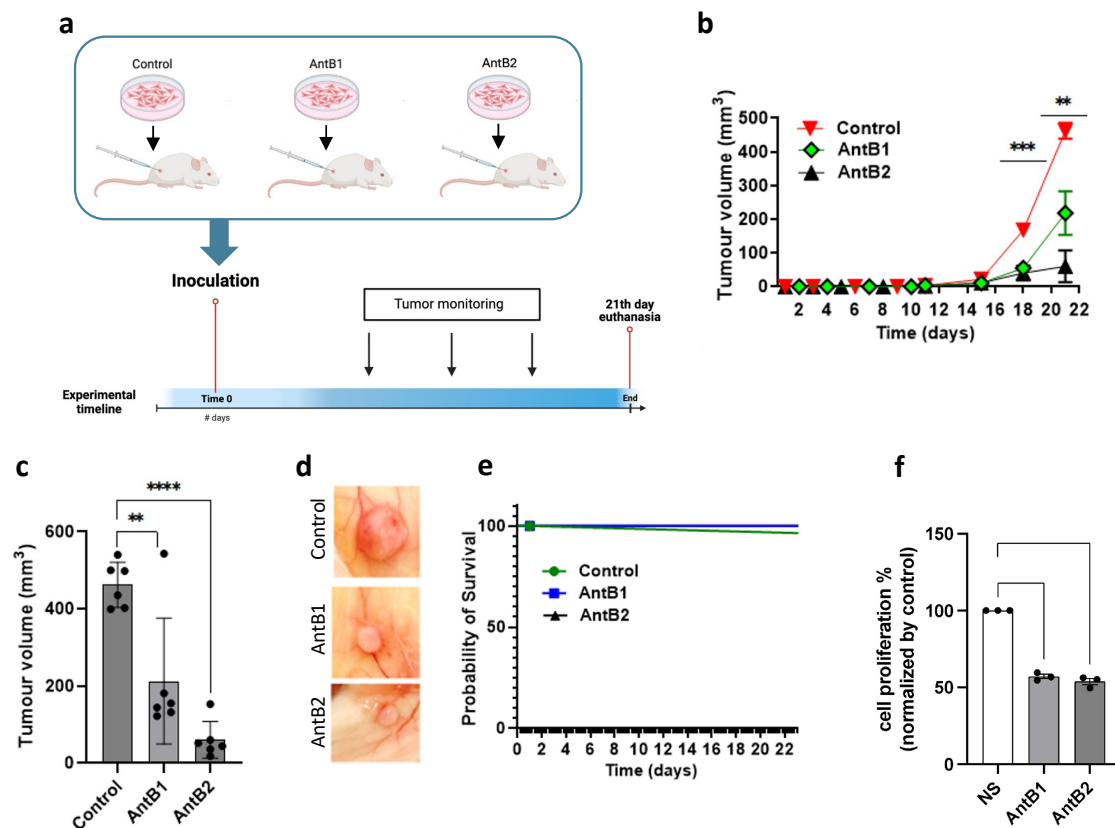 a
Control
AntB1
AntB2
Inoculation
Tumor monitoring
21th day
euthanasia
Experimental
timeline
Time 0
# days
End
b
Tumour volume (mm³)
500
400
300
200
100
0
Control
AntB1
AntB2
***
**
2 4 6 8 10 12 14 16 18 20 22
Time (days)
c
Tumour volume (mm³)
600
400
200
0
****
**
Control
AntB1
AntB2
d
Control
AntB1
AntB2
e
Probability of Survival
100
50
0
Control
AntB1
AntB2
0 2 4 6 8 10 12 14 16 18 20 22
Time (days)
f
cell proliferation %
(normalized by control)
150
100
50
0
NS
AntB1
AntB2